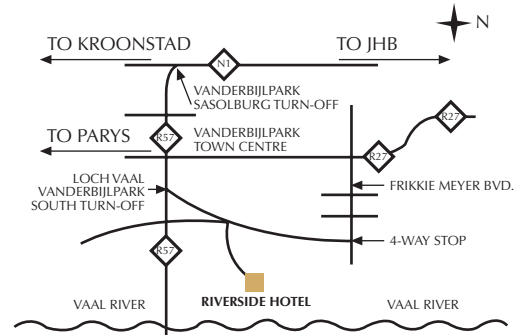 N
TO KROONSTAD
TO JHB
N1
VANDERBIJLPARK
SASOLBURG TURN-OFF
R27
TO PARYS
R57
VANDERBIJLPARK
TOWN CENTRE
R27
LOCH VAAL
VANDERBIJLPARK
SOUTH TURN-OFF
FRIKKIE MEYER BVD.
R57
4-WAY STOP
RIVERSIDE HOTEL
VAAL RIVER
VAAL RIVER